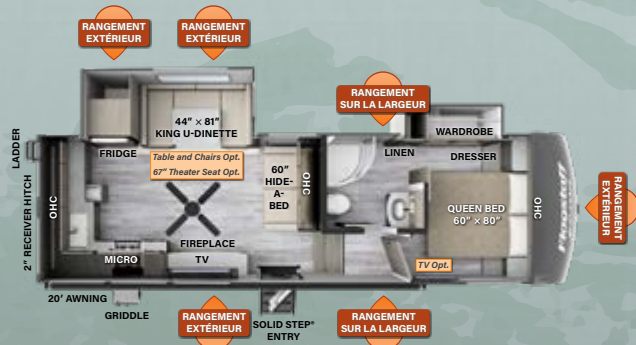 RANGEMENT
EXTÉRIEUR
RANGEMENT
EXTÉRIEUR
RANGEMENT
SUR LA LARGEUR
44" × 81"
KING U-DINETTE
WARDROBE
LADDER
FRIDGE
Table and Chairs Opt.
67" Theater Seat Opt.
60"
HIDE-
A-
BED
OHC
LINEN
DRESSER
OHC
QUEEN BED
60" × 80"
OHC
Flagstaff
RANGEMENT
EXTÉRIEUR
2" RECEIVER HITCH
FIREPLACE
MICRO
TV
TV Opt.
20' AWNING
GRIDDLE
RANGEMENT
EXTÉRIEUR
SOLID STEP®
ENTRY
RANGEMENT
SUR LA LARGEUR